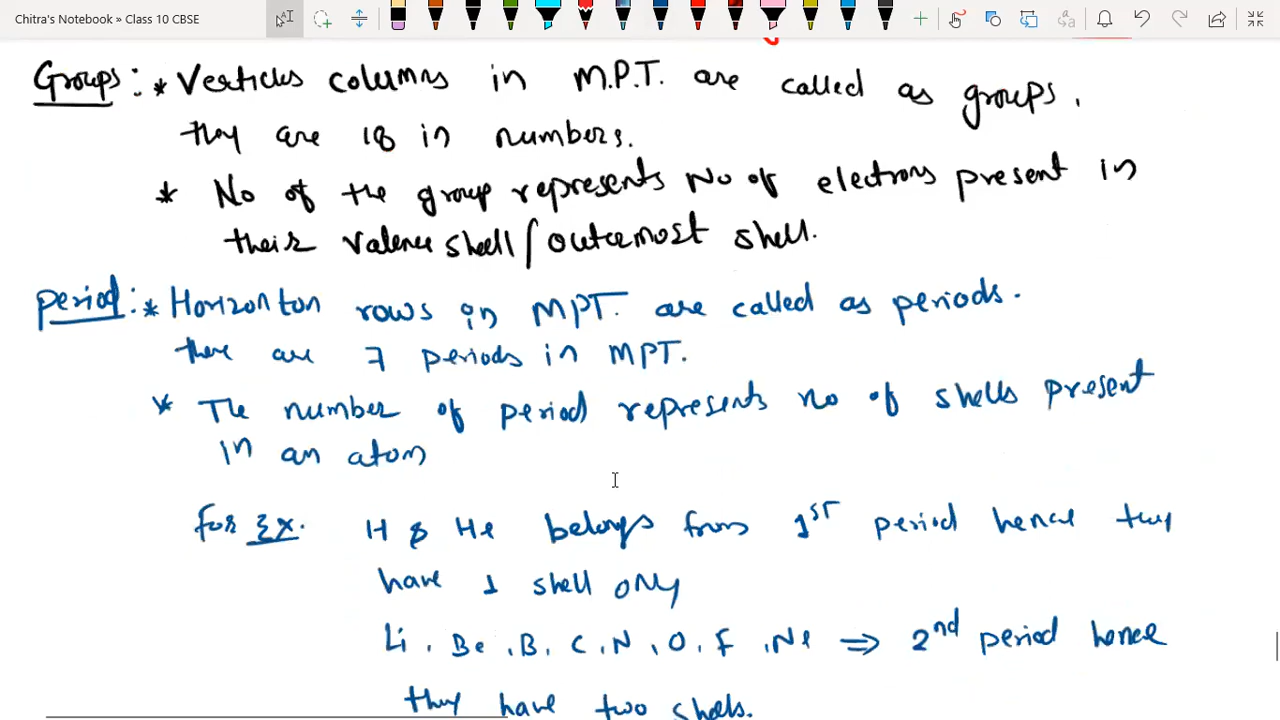 Chitra's Notebook » Class 10 CBSE
Groups: * Verticles columns in M.P.T. are called as groups.
they are 18 in numbers.
* No of the group represents No of electrons present in
their valence shell/outermost shell.
Period: * Horizonton rows in MPT. are called as periods.
there are 7 periods in MPT.
* The number of period represents no of shells present
in an atom
for Ex. H & He belongs from 1st period hence they
have 1 shell only
Li, Be, B, C, N, O, F, Ne ⇒ 2nd period hence
they have two shells.